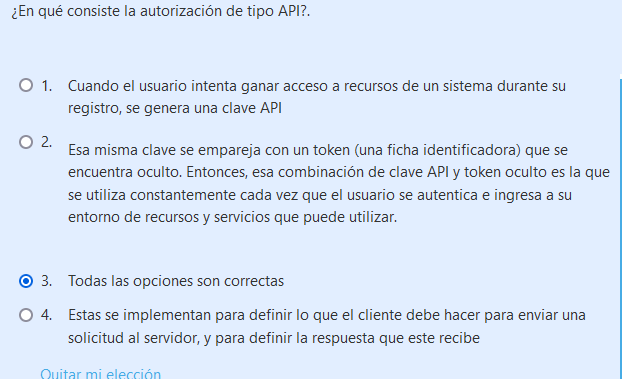 ¿En qué consiste la autorización de tipo API?.
1. Cuando el usuario intenta ganar acceso a recursos de un sistema durante su
registro, se genera una clave API
2. Esa misma clave se empareja con un token (una ficha identificadora) que se
encuentra oculto. Entonces, esa combinación de clave API y token oculto es la que
se utiliza constantemente cada vez que el usuario se autentica e ingresa a su
entorno de recursos y servicios que puede utilizar.
3. Todas las opciones son correctas
4. Estas se implementan para definir lo que el cliente debe hacer para enviar una
solicitud al servidor, y para definir la respuesta que este recibe
Quitar mi elección